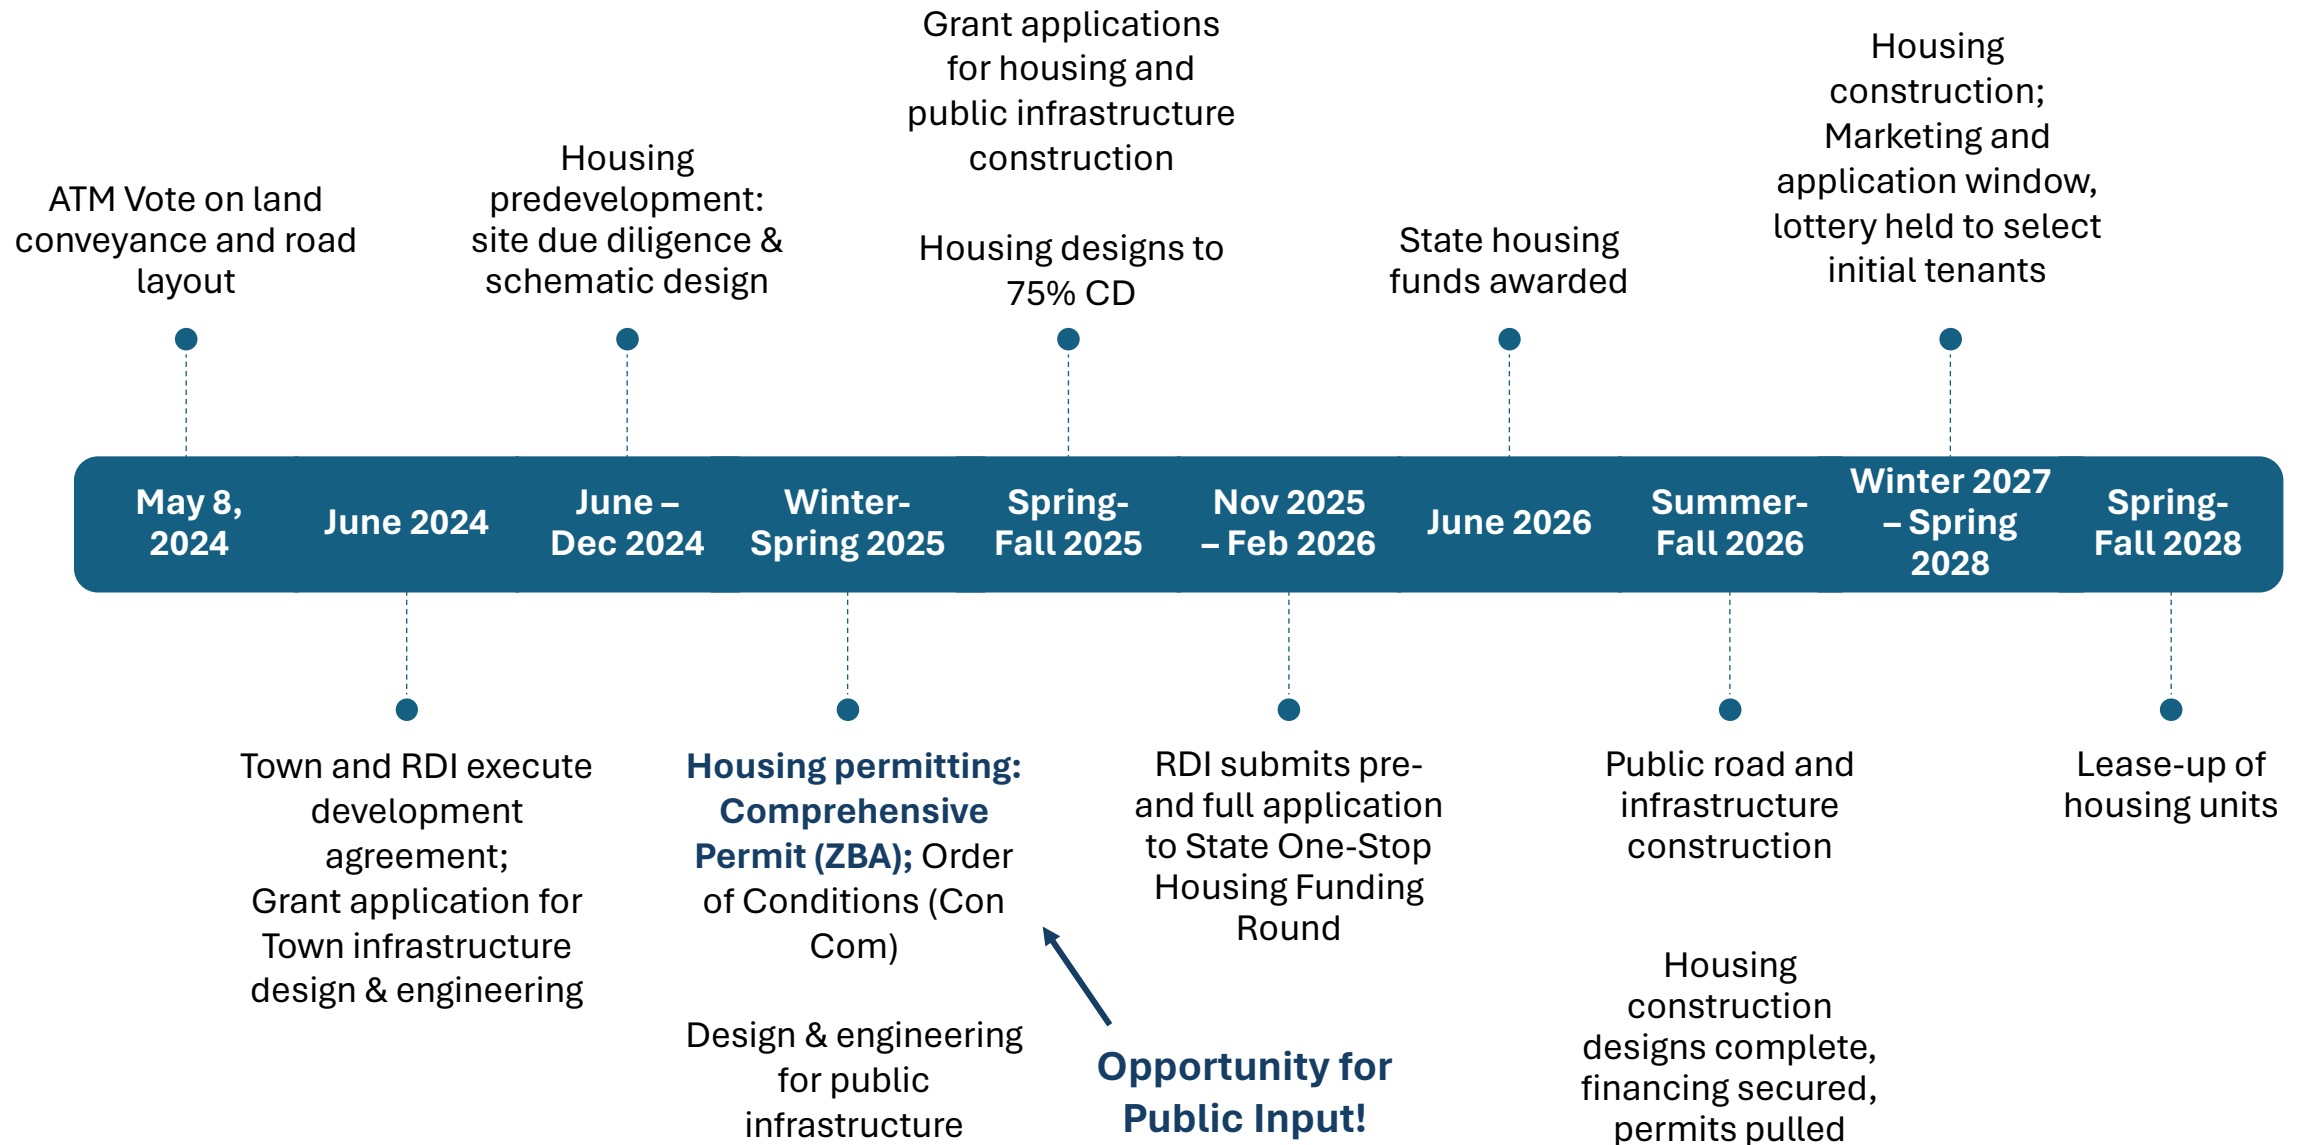 Grant applications
for housing and
public infrastructure
construction
Housing designs to
75% CD
Housing
construction;
Marketing and
application window,
lottery held to select
initial tenants
Housing
predevelopment:
site due diligence &
schematic design
ATM Vote on land
conveyance and road
layout
State housing
funds awarded
May 8,
2024
June 2024
June –
Dec 2024
Winter-
Spring 2025
Spring-
Fall 2025
Nov 2025
– Feb 2026
June 2026
Summer-
Fall 2026
Winter 2027
– Spring
2028
Spring-
Fall 2028
Town and RDI execute
development
agreement;
Grant application for
Town infrastructure
design & engineering
Housing permitting:
Comprehensive
Permit (ZBA); Order
of Conditions (Con
Com)
Design & engineering
for public
infrastructure
Opportunity for
Public Input!
RDI submits pre-
and full application
to State One-Stop
Housing Funding
Round
Public road and
infrastructure
construction
Housing
construction
designs complete,
financing secured,
permits pulled
Lease-up of
housing units